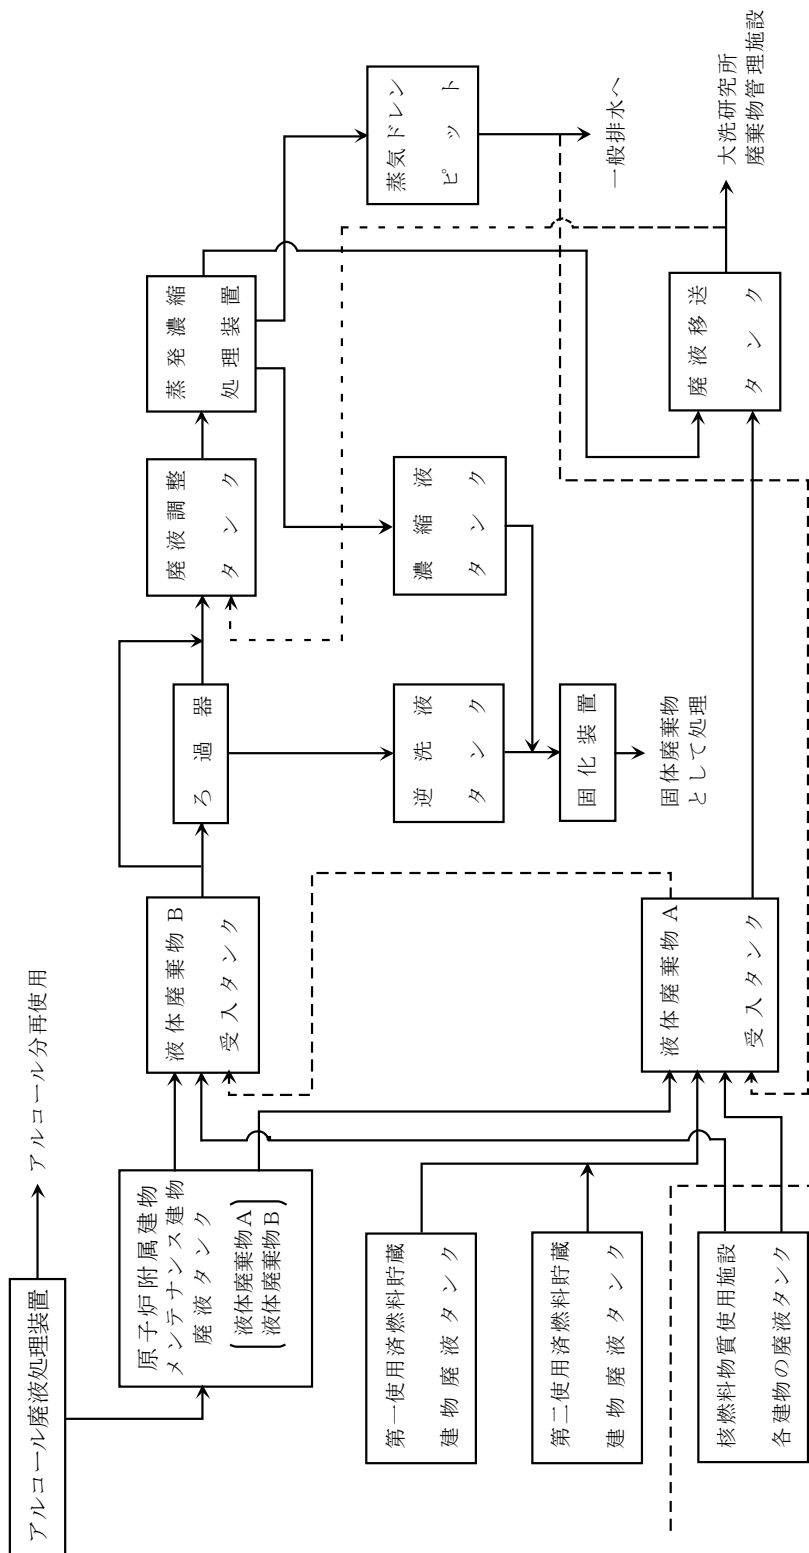 アルコール廃液処理装置
アルコール分再使用
原子炉附属建物
メンテナンス建物
廃液タンク
液体廃棄物A
液体廃棄物B
液体廃棄物B
受入タンク
ろ過器
廃液調整
タンク
蒸発濃縮
処理装置
蒸気ドレン
ピット
一般排水へ
第一使用済燃料貯蔵
建物廃液タンク
逆洗液
タンク
濃縮液
タンク
第二使用済燃料貯蔵
建物廃液タンク
固化装置
固体廃棄物
として処理
核燃料物質使用施設
各建物の廃液タンク
液体廃棄物A
受入タンク
廃液移送
タンク
大洗研究所
廃棄物管理施設